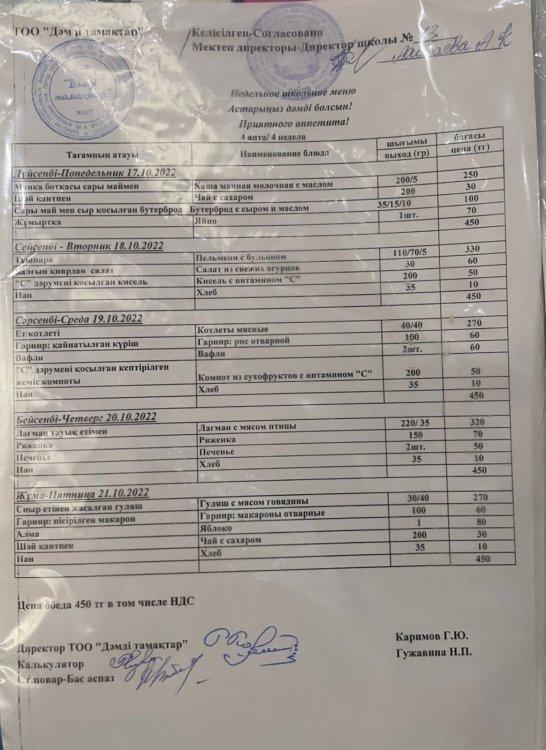 ТОО "Дәмді тамақтар"
Келісілген-Согласовано
Мектеп директоры-Директор школы № 13
"Дәмді тамақтар" ЖШС
Недельное школьное меню
Астарыңыз дәмді болсын!
Приятного аппетита!
4 апта/ 4 неделя
Тағамның атауы Наименование блюда шығымы выход (гр) бағасы цена (тг)
Дүйсенбі-Понедельник 17.10.2022
Манка ботқасы сары маймен Каша манная молочная с маслом 200/5 250
Шәй қантпен Чай с сахаром 200 30
Сары май мен сыр қосылған бутерброд Бутерброд с сыром и маслом 35/15/10 100
Жұмыртқа Яйцо 1шт. 70
450
Сейсенбі - Вторник 18.10.2022
Тұшпара Пельмени с бульоном 110/70/5 330
Балғын қиярдан салат Салат из свежих огурцов 30 60
"С" дәрумені қосылған кисель Кисель с витамином "С" 200 50
Нан Хлеб 35 10
450
Сәрсенбі-Среда 19.10.2022
Ет котлеті Котлеты мясные 40/40 270
Гарнир: қайнатылған күріш Гарнир: рис отварной 100 60
Вафли Вафли 2шт. 60
"С" дәрумені қосылған кептірілген жеміс компоты Компот из сухофруктов с витамином "С" 200 50
Нан Хлеб 35 10
450
Бейсенбі-Четверг 20.10.2022
Лагман тауық етімен Лагман с мясом птицы 220/ 35 320
Ряженка Ряженка 150 70
Печенье Печенье 2шт. 50
Нан Хлеб 35 10
450
Жұма-Пятница 21.10.2022
Сиыр етінен жасалған гуляш Гуляш с мясом говядины 30/40 270
Гарнир: пісірілген макарон Гарнир: макароны отварные 100 60
Алма Яблоко 1 80
Шәй қантпен Чай с сахаром 200 30
Нан Хлеб 35 10
450
Цена обеда 450 тг в том числе НДС
Директор ТОО "Дәмді тамақтар" Каримов Г.Ю.
Калькулятор Гужавина Н.П.
Ст.повар-Бас аспаз